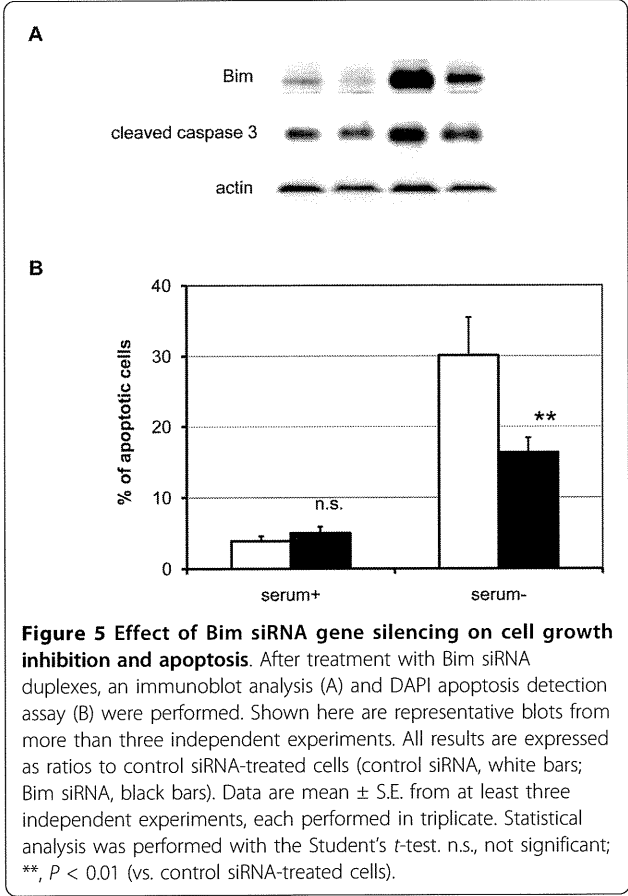 A
Bim
cleaved caspase 3
actin
B
% of apoptotic cells
40
30
20
10
0
n.s.
**
serum+
serum-
Figure 5 Effect of Bim siRNA gene silencing on cell growth
inhibition and apoptosis. After treatment with Bim siRNA
duplexes, an immunoblot analysis (A) and DAPI apoptosis detection
assay (B) were performed. Shown here are representative blots from
more than three independent experiments. All results are expressed
as ratios to control siRNA-treated cells (control siRNA, white bars;
Bim siRNA, black bars). Data are mean ± S.E. from at least three
independent experiments, each performed in triplicate. Statistical
analysis was performed with the Student's t-test. n.s., not significant;
**, P < 0.01 (vs. control siRNA-treated cells).